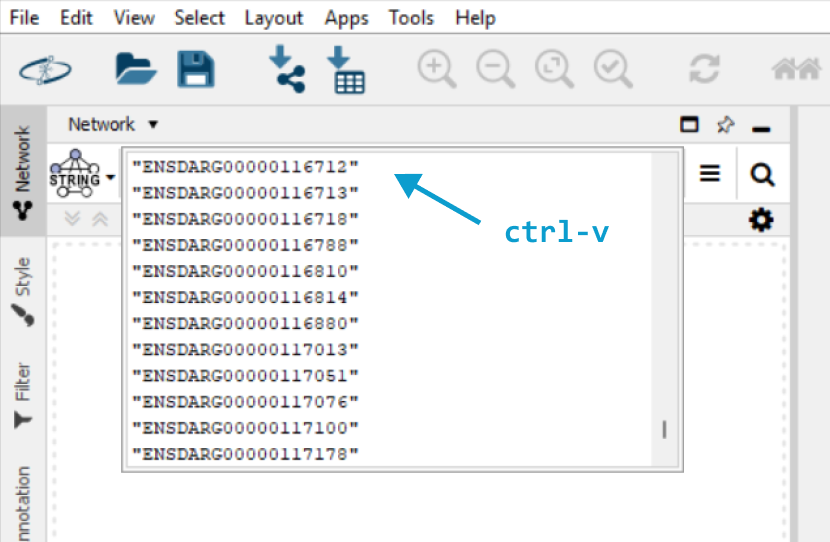 File Edit View Select Layout Apps Tools Help
Network
Network
STRING
"ENSDARG00000116712"
"ENSDARG00000116713"
"ENSDARG00000116718"
"ENSDARG00000116788"
"ENSDARG00000116810"
"ENSDARG00000116814"
"ENSDARG00000116880"
"ENSDARG00000117013"
"ENSDARG00000117051"
"ENSDARG00000117076"
"ENSDARG00000117100"
"ENSDARG00000117178"
ctrl-v
Style
Filter
nnotation